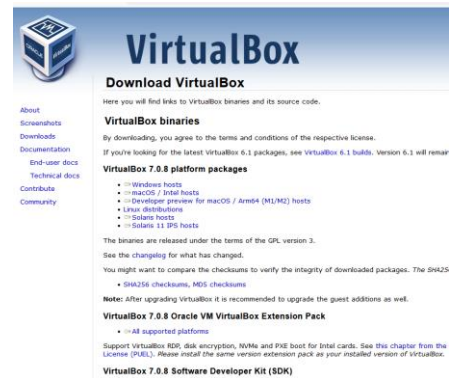 VirtualBox
Download VirtualBox
Here you will find links to VirtualBox binaries and its source code.
VirtualBox binaries
By downloading, you agree to the terms and conditions of the respective license.
If you're looking for the latest VirtualBox 6.1 packages, see VirtualBox 6.1 builds. Version 6.1 will remain
VirtualBox 7.0.8 platform packages
Windows hosts
macOS / Intel hosts
Developer preview for macOS / Arm64 (M1/M2) hosts
Linux distributions
Solaris hosts
Solaris 11 IPS hosts
The binaries are released under the terms of the GPL version 3.
See the changelog for what has changed.
You might want to compare the checksums to verify the integrity of downloaded packages. The SHA256
SHA256 checksums, MD5 checksums
Note: After upgrading VirtualBox it is recommended to upgrade the guest additions as well.
VirtualBox 7.0.8 Oracle VM VirtualBox Extension Pack
All supported platforms
Support VirtualBox RDP, disk encryption, NVMe and PXE boot for Intel cards. See this chapter from the
License (PUEL). Please install the same version extension pack as your installed version of VirtualBox.
VirtualBox 7.0.8 Software Developer Kit (SDK)
About
Screenshots
Downloads
Documentation
End-user docs
Technical docs
Contribute
Community